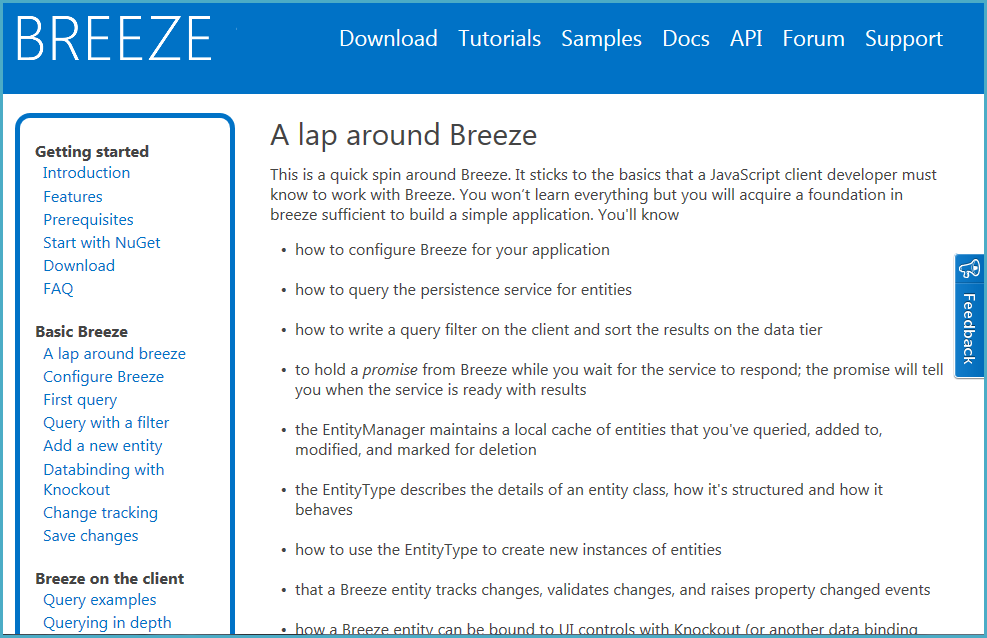 BREEZE
Download Tutorials Samples Docs API Forum Support
Getting started
Introduction
Features
Prerequisites
Start with NuGet
Download
FAQ
Basic Breeze
A lap around breeze
Configure Breeze
First query
Query with a filter
Add a new entity
Databinding with
Knockout
Change tracking
Save changes
Breeze on the client
Query examples
Querying in depth
A lap around Breeze
This is a quick spin around Breeze. It sticks to the basics that a JavaScript client developer must
know to work with Breeze. You won’t learn everything but you will acquire a foundation in
breeze sufficient to build a simple application. You'll know
• how to configure Breeze for your application
• how to query the persistence service for entities
• how to write a query filter on the client and sort the results on the data tier
• to hold a promise from Breeze while you wait for the service to respond; the promise will tell
you when the service is ready with results
• the EntityManager maintains a local cache of entities that you've queried, added to,
modified, and marked for deletion
• the EntityType describes the details of an entity class, how it's structured and how it
behaves
• how to use the EntityType to create new instances of entities
• that a Breeze entity tracks changes, validates changes, and raises property changed events
• how a Breeze entity can be bound to UI controls with Knockout (or another data binding
Feedback